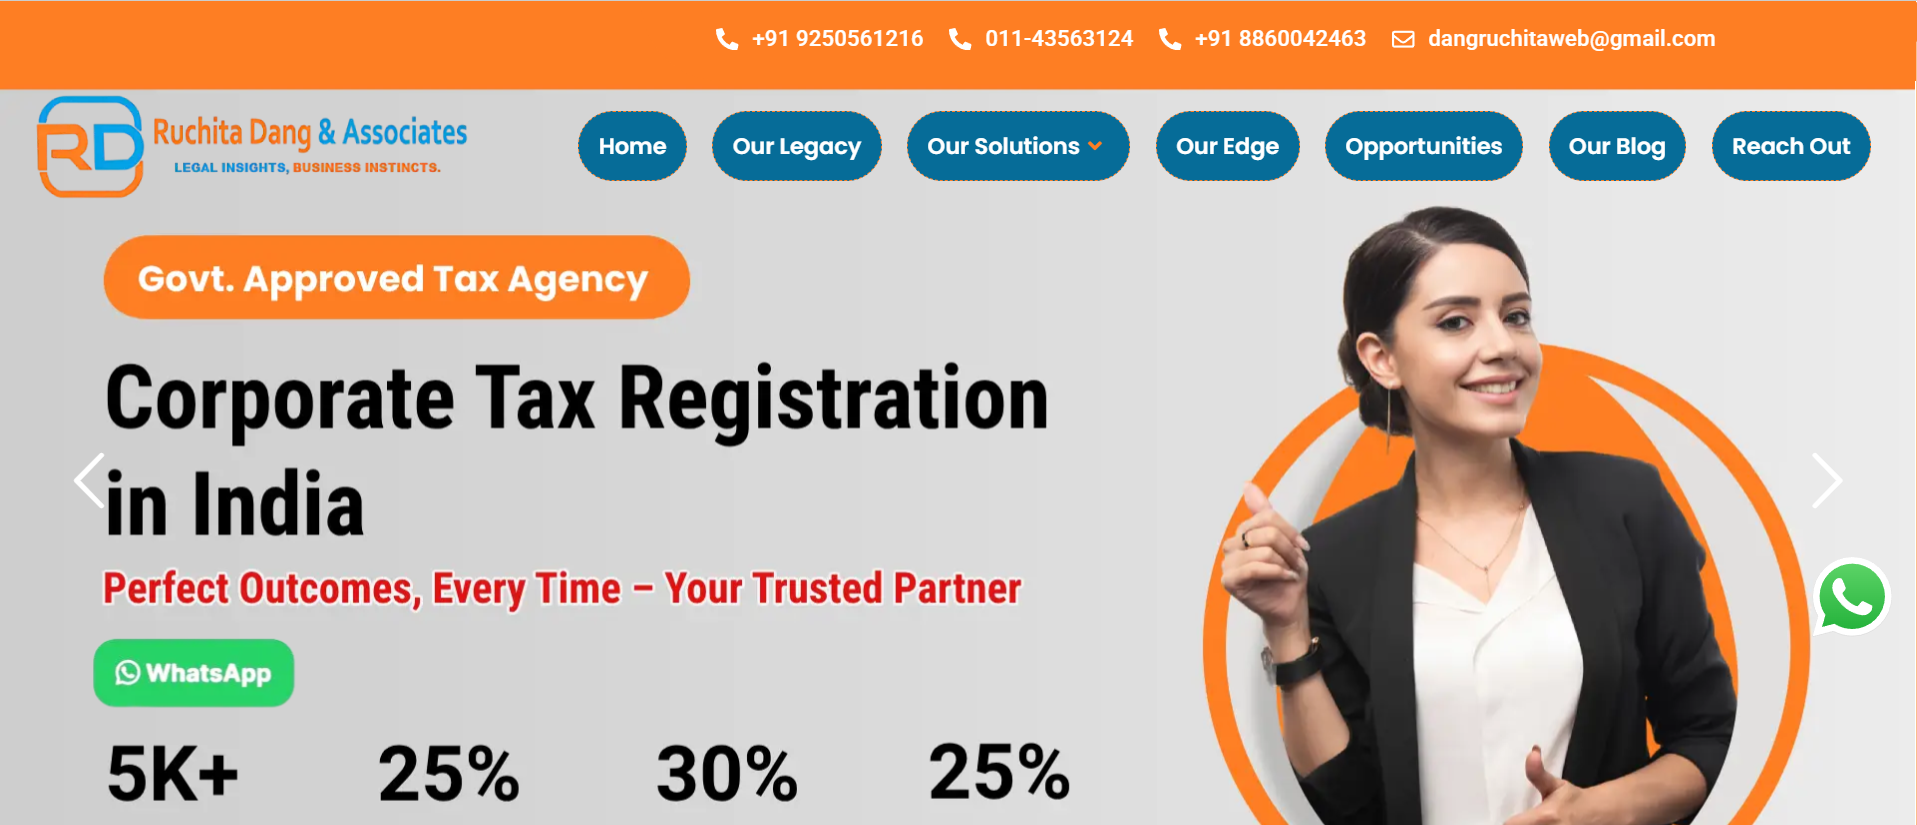 +91 9250561216 011-43563124 +91 8860042463 dangruchitaweb@gmail.com
RD Ruchita Dang & Associates
LEGAL INSIGHTS, BUSINESS INSTINCTS.
Home Our Legacy Our Solutions Our Edge Opportunities Our Blog Reach Out
Govt. Approved Tax Agency
Corporate Tax Registration
in India
Perfect Outcomes, Every Time – Your Trusted Partner
WhatsApp
5K+ 25% 30% 25%